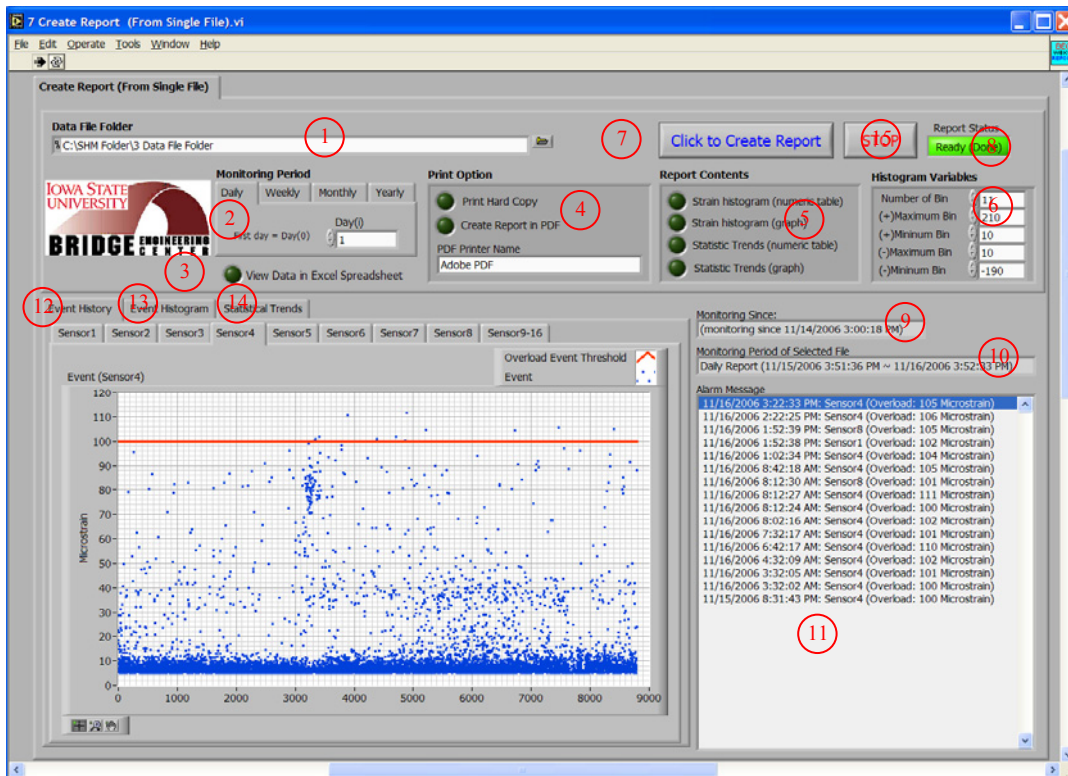 7 Create Report (From Single File).vi
File Edit Operate Tools Window Help
Create Report (From Single File)
Data File Folder
C:\SHM Folder\3 Data File Folder
1
7
Click to Create Report
STOP
15
Report Status
Ready (Done)
8
IOWA STATE
UNIVERSITY
BRIDGE ENGINEERING
CENTER
Monitoring Period
Daily Weekly Monthly Yearly
2
First day = Day(0)
Day(i)
1
3
View Data in Excel Spreadsheet
Print Option
Print Hard Copy
4
Create Report in PDF
PDF Printer Name
Adobe PDF
Report Contents
Strain histogram (numeric table)
5
Strain histogram (graph)
Statistic Trends (numeric table)
Statistic Trends (graph)
Histogram Variables
Number of Bin 11
6
(+)Maximum Bin 210
(+)Mininum Bin 10
(-)Maximum Bin 10
(-)Mininum Bin -190
12 13 14
Event History Event Histogram Statistical Trends
Sensor1 Sensor2 Sensor3 Sensor4 Sensor5 Sensor6 Sensor7 Sensor8 Sensor9-16
Overload Event Threshold
Event
Event (Sensor4)
Microstrain
120
110
100
90
80
70
60
50
40
30
20
10
0
0 1000 2000 3000 4000 5000 6000 7000 8000 9000
Monitoring Since:
(monitoring since 11/14/2006 3:00:18 PM)
9
Monitoring Period of Selected File
10
Daily Report (11/15/2006 3:51:36 PM ~ 11/16/2006 3:52:33 PM)
Alarm Message
11/16/2006 3:22:33 PM: Sensor4 (Overload: 105 Microstrain)
11/16/2006 2:22:25 PM: Sensor4 (Overload: 106 Microstrain)
11/16/2006 1:52:39 PM: Sensor8 (Overload: 105 Microstrain)
11/16/2006 1:52:38 PM: Sensor1 (Overload: 102 Microstrain)
11/16/2006 1:02:34 PM: Sensor4 (Overload: 104 Microstrain)
11/16/2006 8:42:18 AM: Sensor4 (Overload: 105 Microstrain)
11/16/2006 8:12:30 AM: Sensor8 (Overload: 101 Microstrain)
11/16/2006 8:12:27 AM: Sensor4 (Overload: 111 Microstrain)
11/16/2006 8:12:24 AM: Sensor4 (Overload: 100 Microstrain)
11/16/2006 8:02:16 AM: Sensor4 (Overload: 102 Microstrain)
11/16/2006 7:32:17 AM: Sensor4 (Overload: 101 Microstrain)
11/16/2006 6:42:17 AM: Sensor4 (Overload: 110 Microstrain)
11/16/2006 4:32:09 AM: Sensor4 (Overload: 102 Microstrain)
11/16/2006 3:32:05 AM: Sensor4 (Overload: 101 Microstrain)
11/16/2006 3:32:02 AM: Sensor4 (Overload: 100 Microstrain)
11/15/2006 8:31:43 PM: Sensor4 (Overload: 100 Microstrain)
11